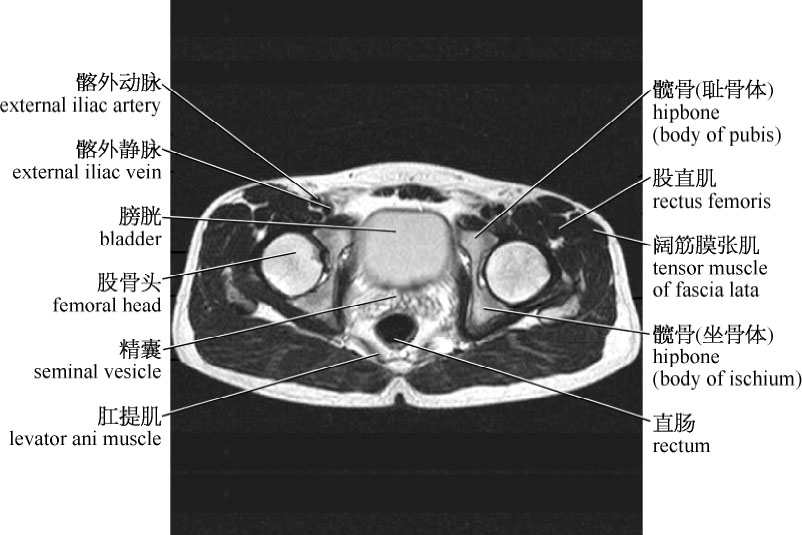 髂外动脉
external iliac artery
髂外静脉
external iliac vein
膀胱
bladder
股骨头
femoral head
精囊
seminal vesicle
肛提肌
levator ani muscle
髋骨(耻骨体)
hipbone
(body of pubis)
股直肌
rectus femoris
阔筋膜张肌
tensor muscle
of fascia lata
髋骨(坐骨体)
hipbone
(body of ischium)
直肠
rectum